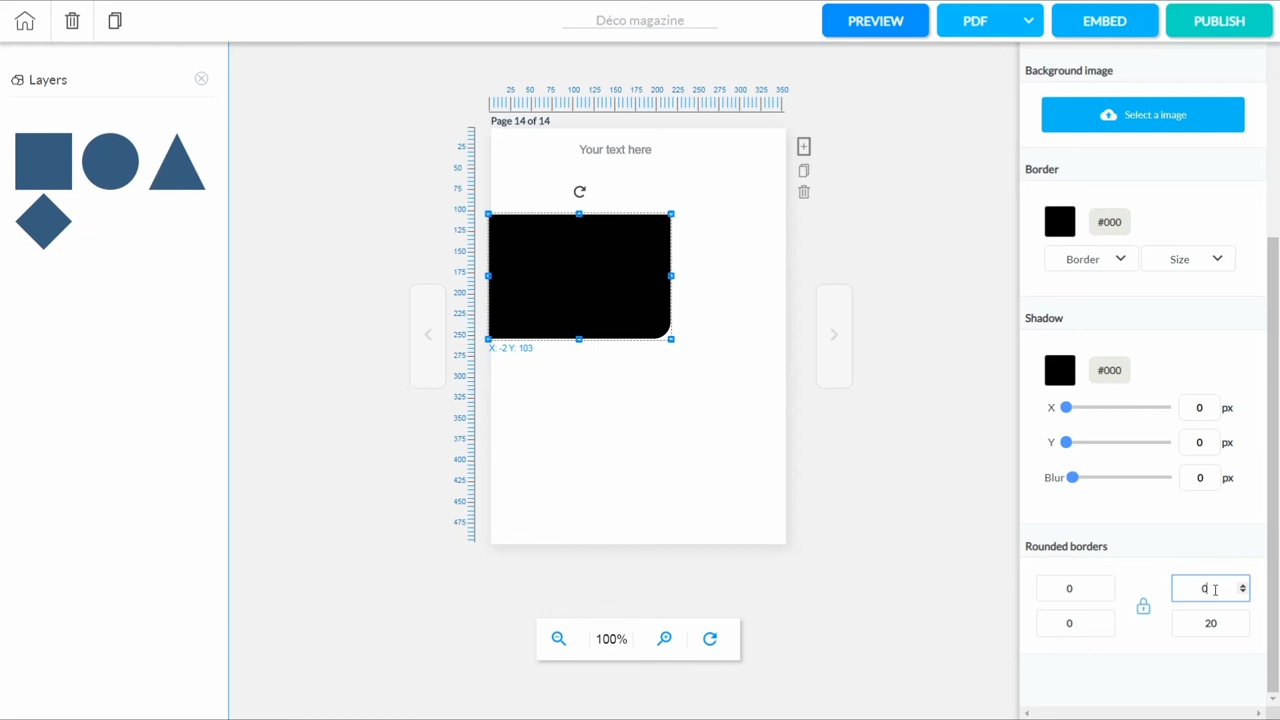 Déco magazine
PREVIEW
PDF
EMBED
PUBLISH
Layers
25 50 75 100 125 150 175 200 225 250 275 300 325 350
Page 14 of 14
Your text here
25
50
75
100
125
150
175
200
225
250
275
300
325
350
375
400
425
450
475
X: -2 Y: 103
100%
Background image
Select a image
Border
#000
Border Size
Shadow
#000
X 0 px
Y 0 px
Blur 0 px
Rounded borders
0 0
0 20